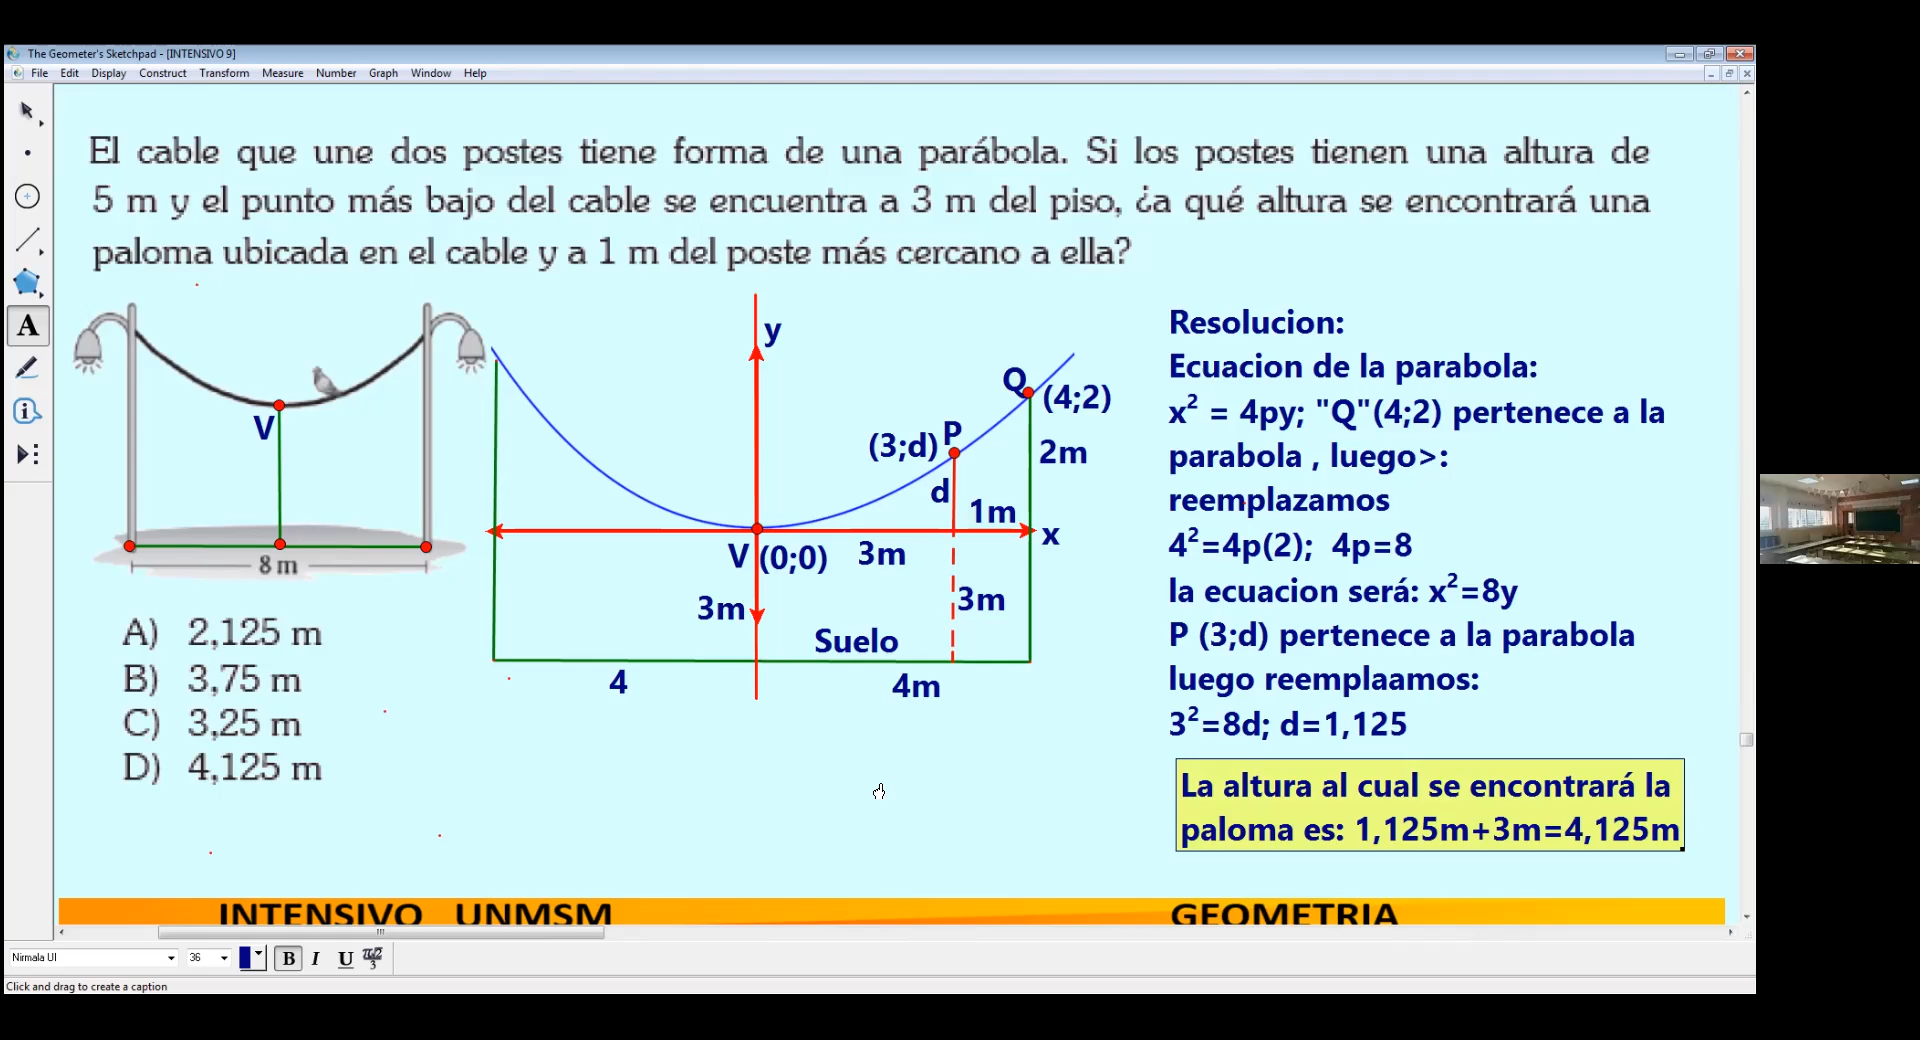 The Geometer's Sketchpad - [INTENSIVO 9]
File Edit Display Construct Transform Measure Number Graph Window Help
El cable que une dos postes tiene forma de una parábola. Si los postes tienen una altura de
5 m y el punto más bajo del cable se encuentra a 3 m del piso, ¿a qué altura se encontrará una
paloma ubicada en el cable y a 1 m del poste más cercano a ella?
V
8 m
A) 2,125 m
B) 3,75 m
C) 3,25 m
D) 4,125 m
y
Q (4;2)
(3;d) P
2m
d
1m
x
V (0;0) 3m
3m
3m
Suelo
4
4m
Resolucion:
Ecuacion de la parabola:
x² = 4py; "Q"(4;2) pertenece a la
parabola , luego>:
reemplazamos
4²=4p(2); 4p=8
la ecuacion será: x²=8y
P (3;d) pertenece a la parabola
luego reemplaamos:
3²=8d; d=1,125
La altura al cual se encontrará la
paloma es: 1,125m+3m=4,125m
INTENSIVO UNMSM
GEOMETRIA
Nirmala UI 36 B I U
Click and drag to create a caption